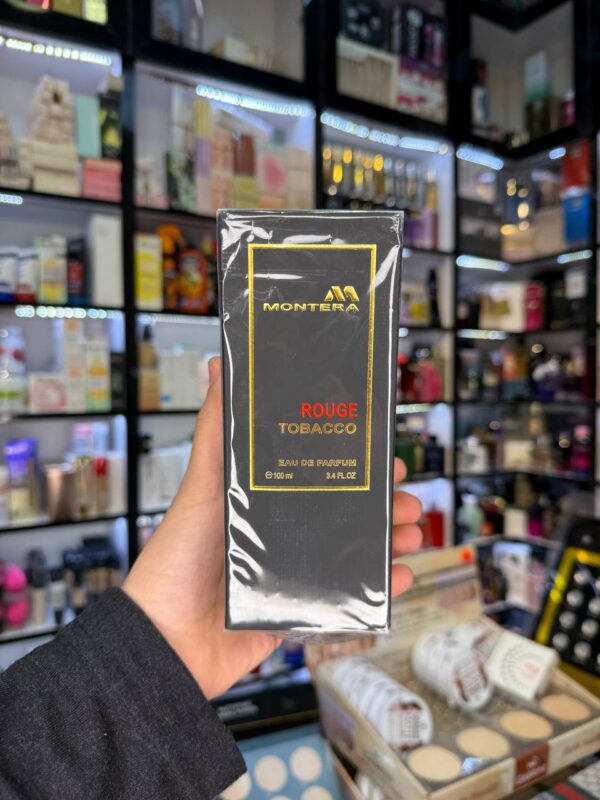 MONTERA
ROUGE
TOBACCO
EAU DE PARFUM
℮100 ml 3.4 FL.OZ